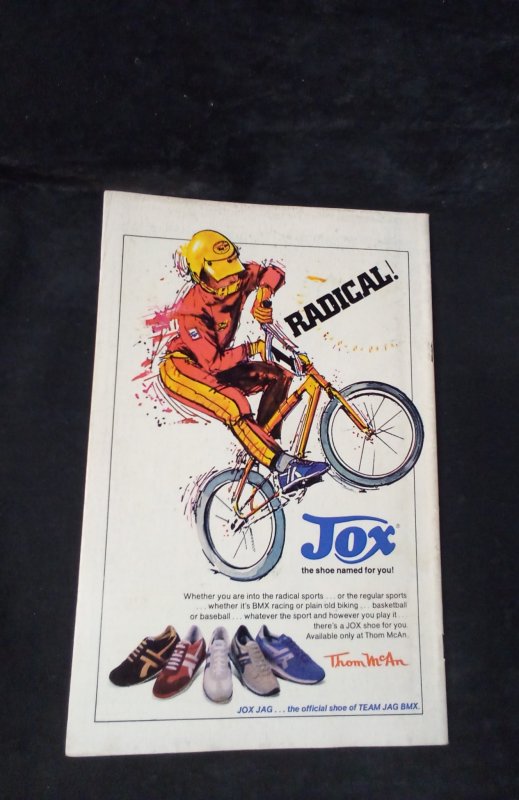 RADICAL!
Jox®
the shoe named for you!
Whether you are into the radical sports . . . or the regular sports
. . . whether it's BMX racing or plain old biking . . . basketball
or baseball . . . whatever the sport and however you play it . . .
there's a JOX shoe for you.
Available only at Thom McAn.
Thom McAn
JOX JAG . . . the official shoe of TEAM JAG BMX.